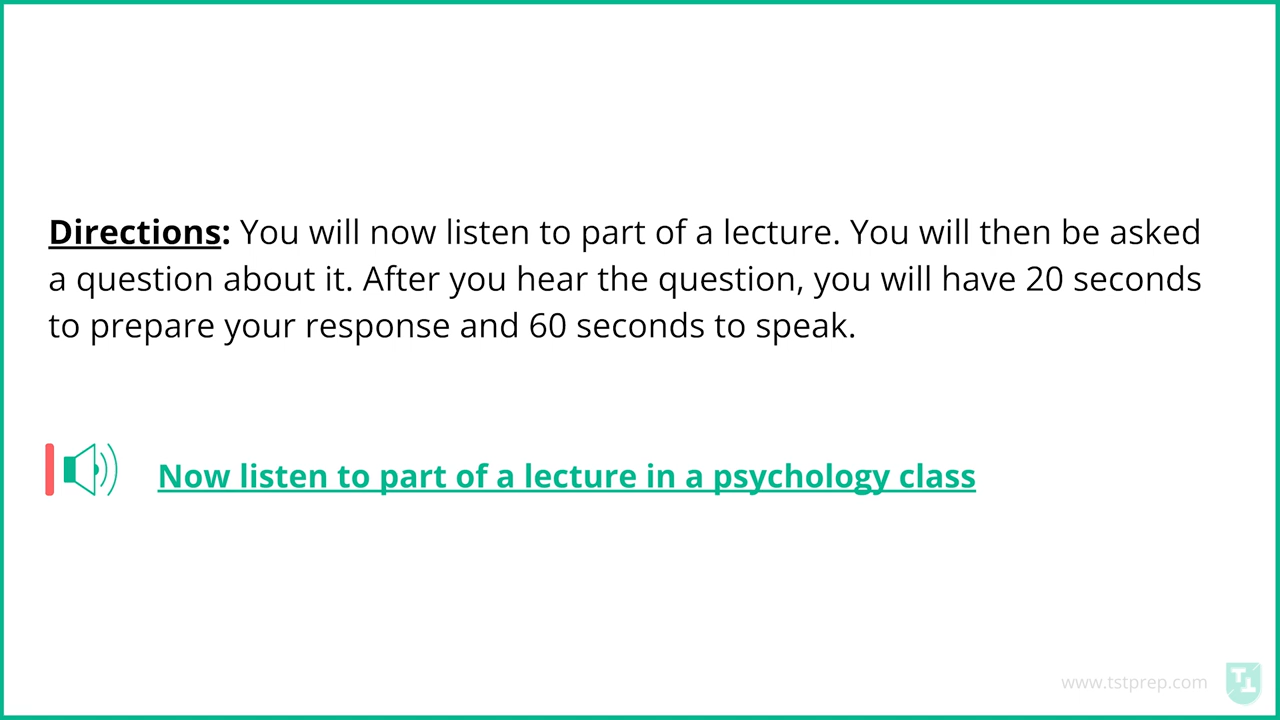 Directions: You will now listen to part of a lecture. You will then be asked
a question about it. After you hear the question, you will have 20 seconds
to prepare your response and 60 seconds to speak.
Now listen to part of a lecture in a psychology class
www.tstprep.com